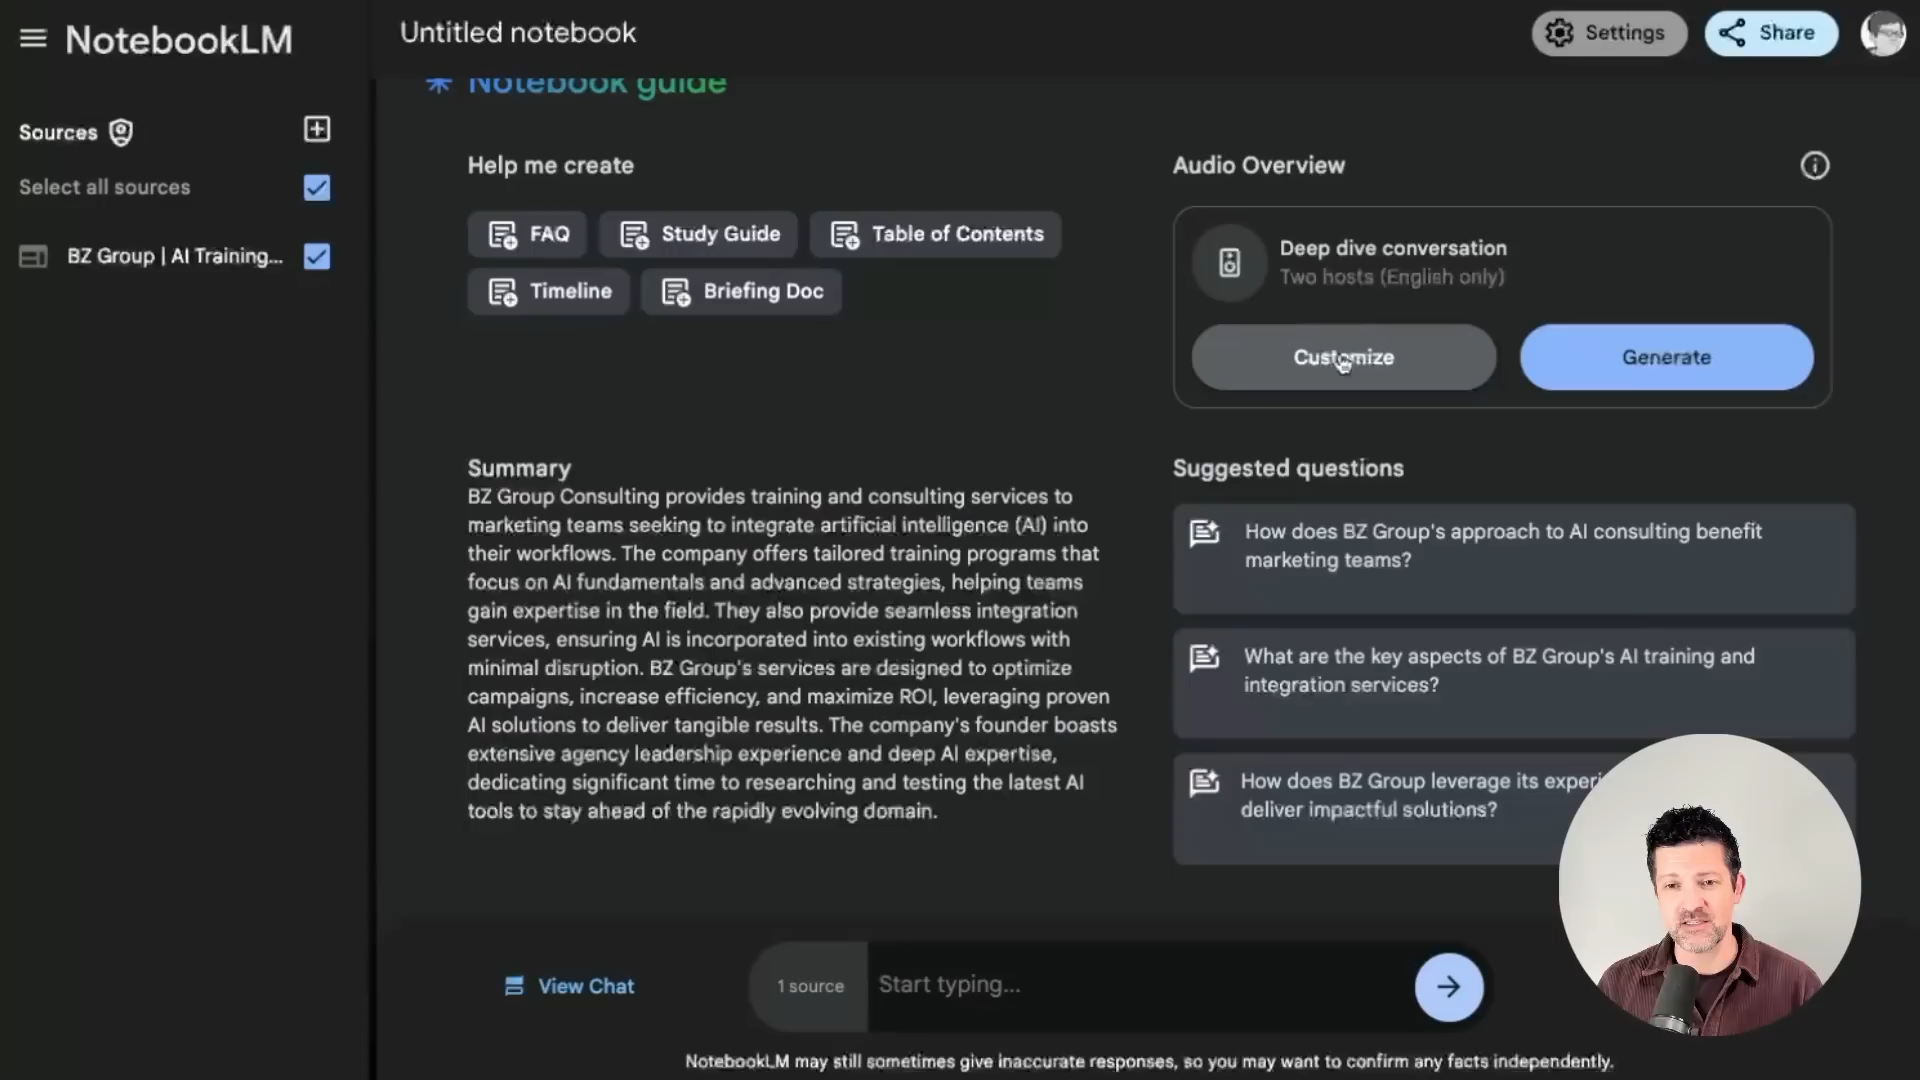 NotebookLM
Untitled notebook
Settings
Share
Notebook guide
Sources
Select all sources
BZ Group | AI Training...
Help me create
FAQ
Study Guide
Table of Contents
Timeline
Briefing Doc
Audio Overview
Deep dive conversation
Two hosts (English only)
Customize
Generate
Summary
BZ Group Consulting provides training and consulting services to
marketing teams seeking to integrate artificial intelligence (AI) into
their workflows. The company offers tailored training programs that
focus on AI fundamentals and advanced strategies, helping teams
gain expertise in the field. They also provide seamless integration
services, ensuring AI is incorporated into existing workflows with
minimal disruption. BZ Group's services are designed to optimize
campaigns, increase efficiency, and maximize ROI, leveraging proven
AI solutions to deliver tangible results. The company's founder boasts
extensive agency leadership experience and deep AI expertise,
dedicating significant time to researching and testing the latest AI
tools to stay ahead of the rapidly evolving domain.
Suggested questions
How does BZ Group's approach to AI consulting benefit
marketing teams?
What are the key aspects of BZ Group's AI training and
integration services?
How does BZ Group leverage its experi
deliver impactful solutions?
View Chat
1 source
Start typing...
NotebookLM may still sometimes give inaccurate responses, so you may want to confirm any facts independently.